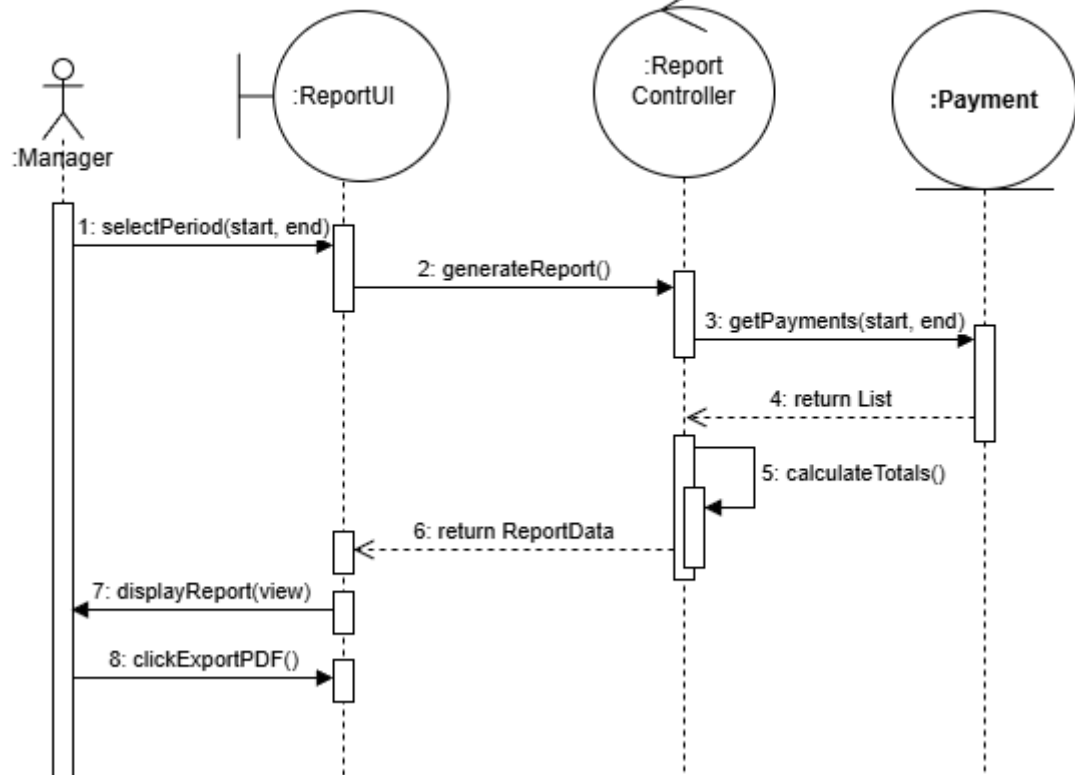 :ReportUI
:Report
Controller
:Payment
:Manager
1: selectPeriod(start, end)
2: generateReport()
3: getPayments(start, end)
4: return List
5: calculateTotals()
6: return ReportData
7: displayReport(view)
8: clickExportPDF()